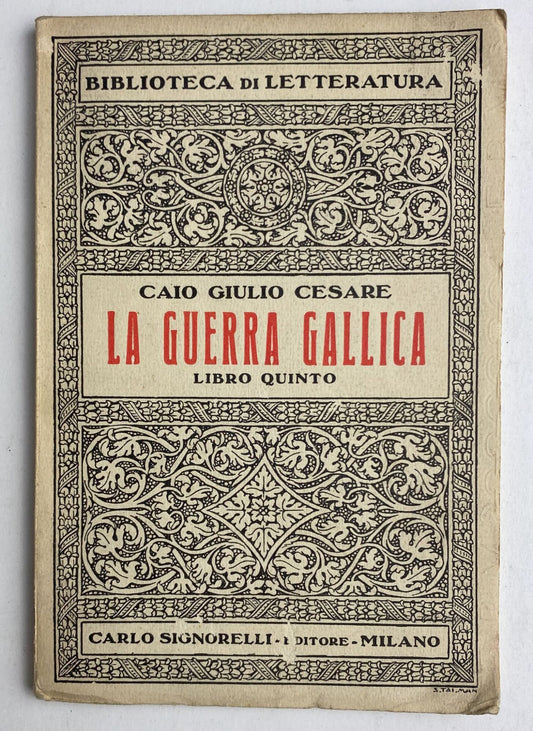 BIBLIOTECA DI LETTERATURA
CAIO GIULIO CESARE
LA GUERRA GALLICA
LIBRO QUINTO
CARLO SIGNORELLI - EDITORE - MILANO